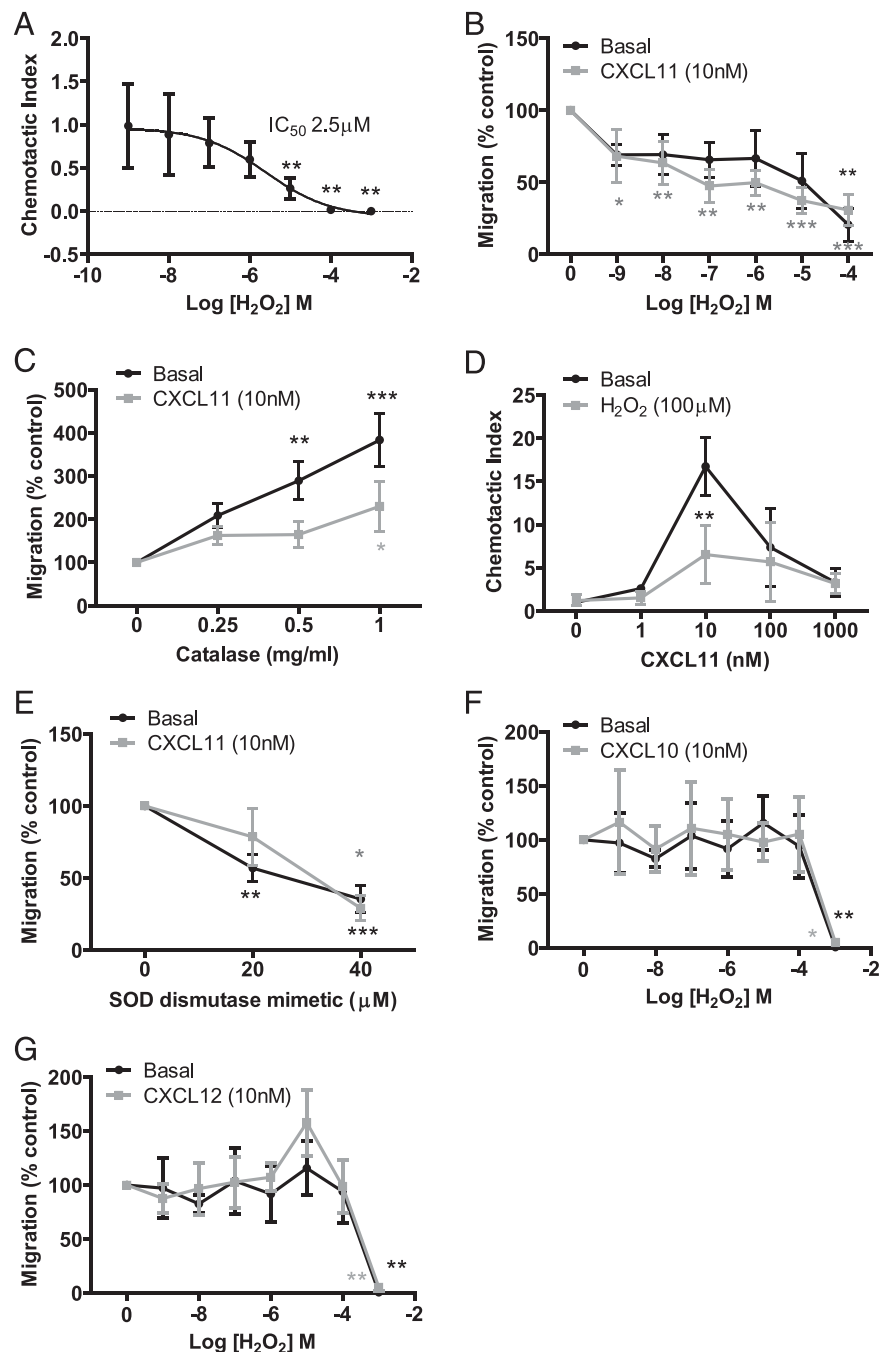 A
2.0
1.5
1.0
0.5
0.0
-0.5
Chemotactic Index
IC50 2.5μM
**
**
**
-10
-8
-6
-4
-2
Log [H2O2] M
B
Basal
CXCL11 (10nM)
150
100
50
0
Migration (% control)
**
*
**
**
**
***
***
0
-9
-8
-7
-6
-5
-4
Log [H2O2] M
C
Basal
CXCL11 (10nM)
500
400
300
200
100
0
Migration (% control)
**
***
*
0
0.25
0.5
1
Catalase (mg/ml)
D
Basal
H2O2 (100μM)
25
20
15
10
5
0
Chemotactic Index
**
0
1
10
100
1000
CXCL11 (nM)
E
Basal
CXCL11 (10nM)
150
100
50
0
Migration (% control)
*
**
***
0
20
40
SOD dismutase mimetic (μM)
F
Basal
CXCL10 (10nM)
200
150
100
50
0
Migration (% control)
**
*
0
-8
-6
-4
-2
Log [H2O2] M
G
Basal
CXCL12 (10nM)
200
150
100
50
0
Migration (% control)
**
**
0
-8
-6
-4
-2
Log [H2O2] M